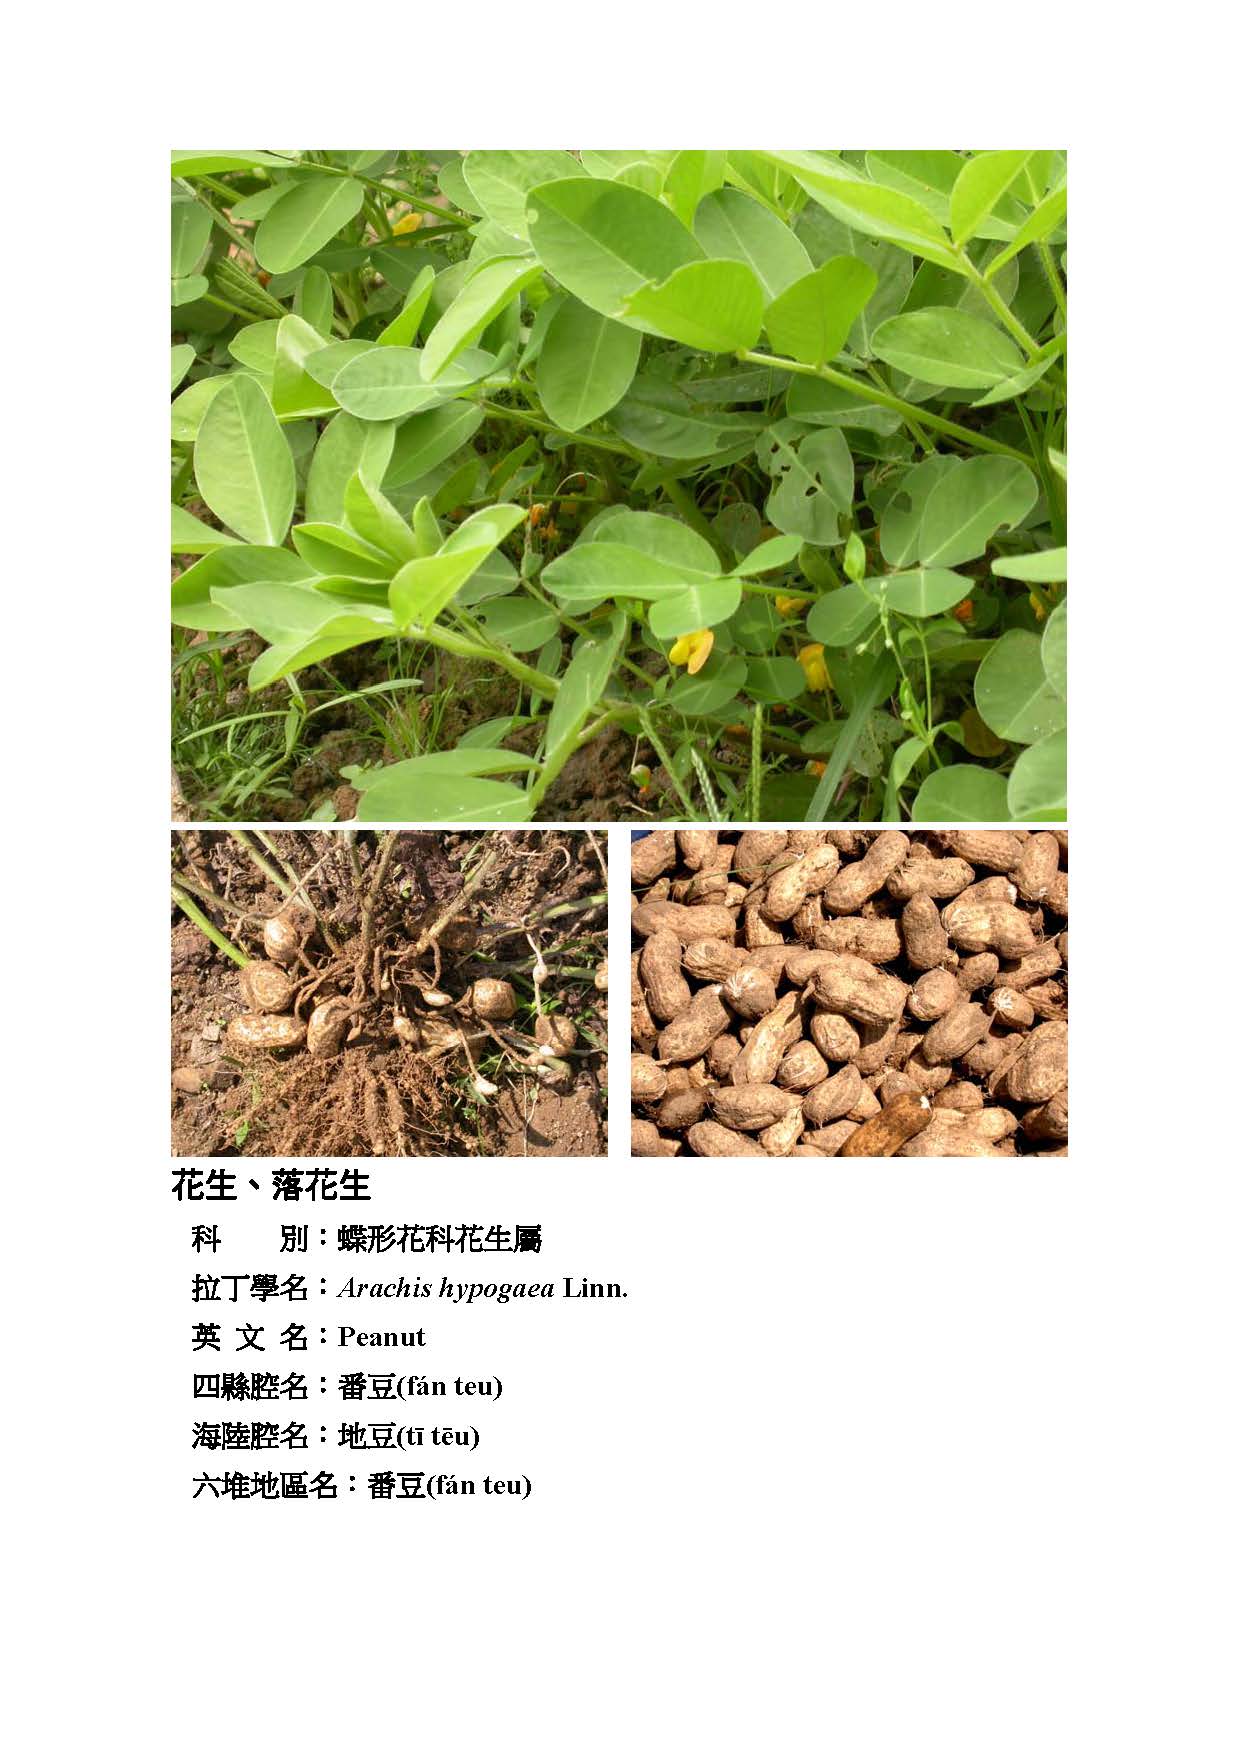 花生、落花生
科　　別：蝶形花科花生屬
拉丁學名：Arachis hypogaea Linn.
英 文 名：Peanut
四縣腔名：番豆(fán teu)
海陸腔名：地豆(tī tēu)
六堆地區名：番豆(fán teu)